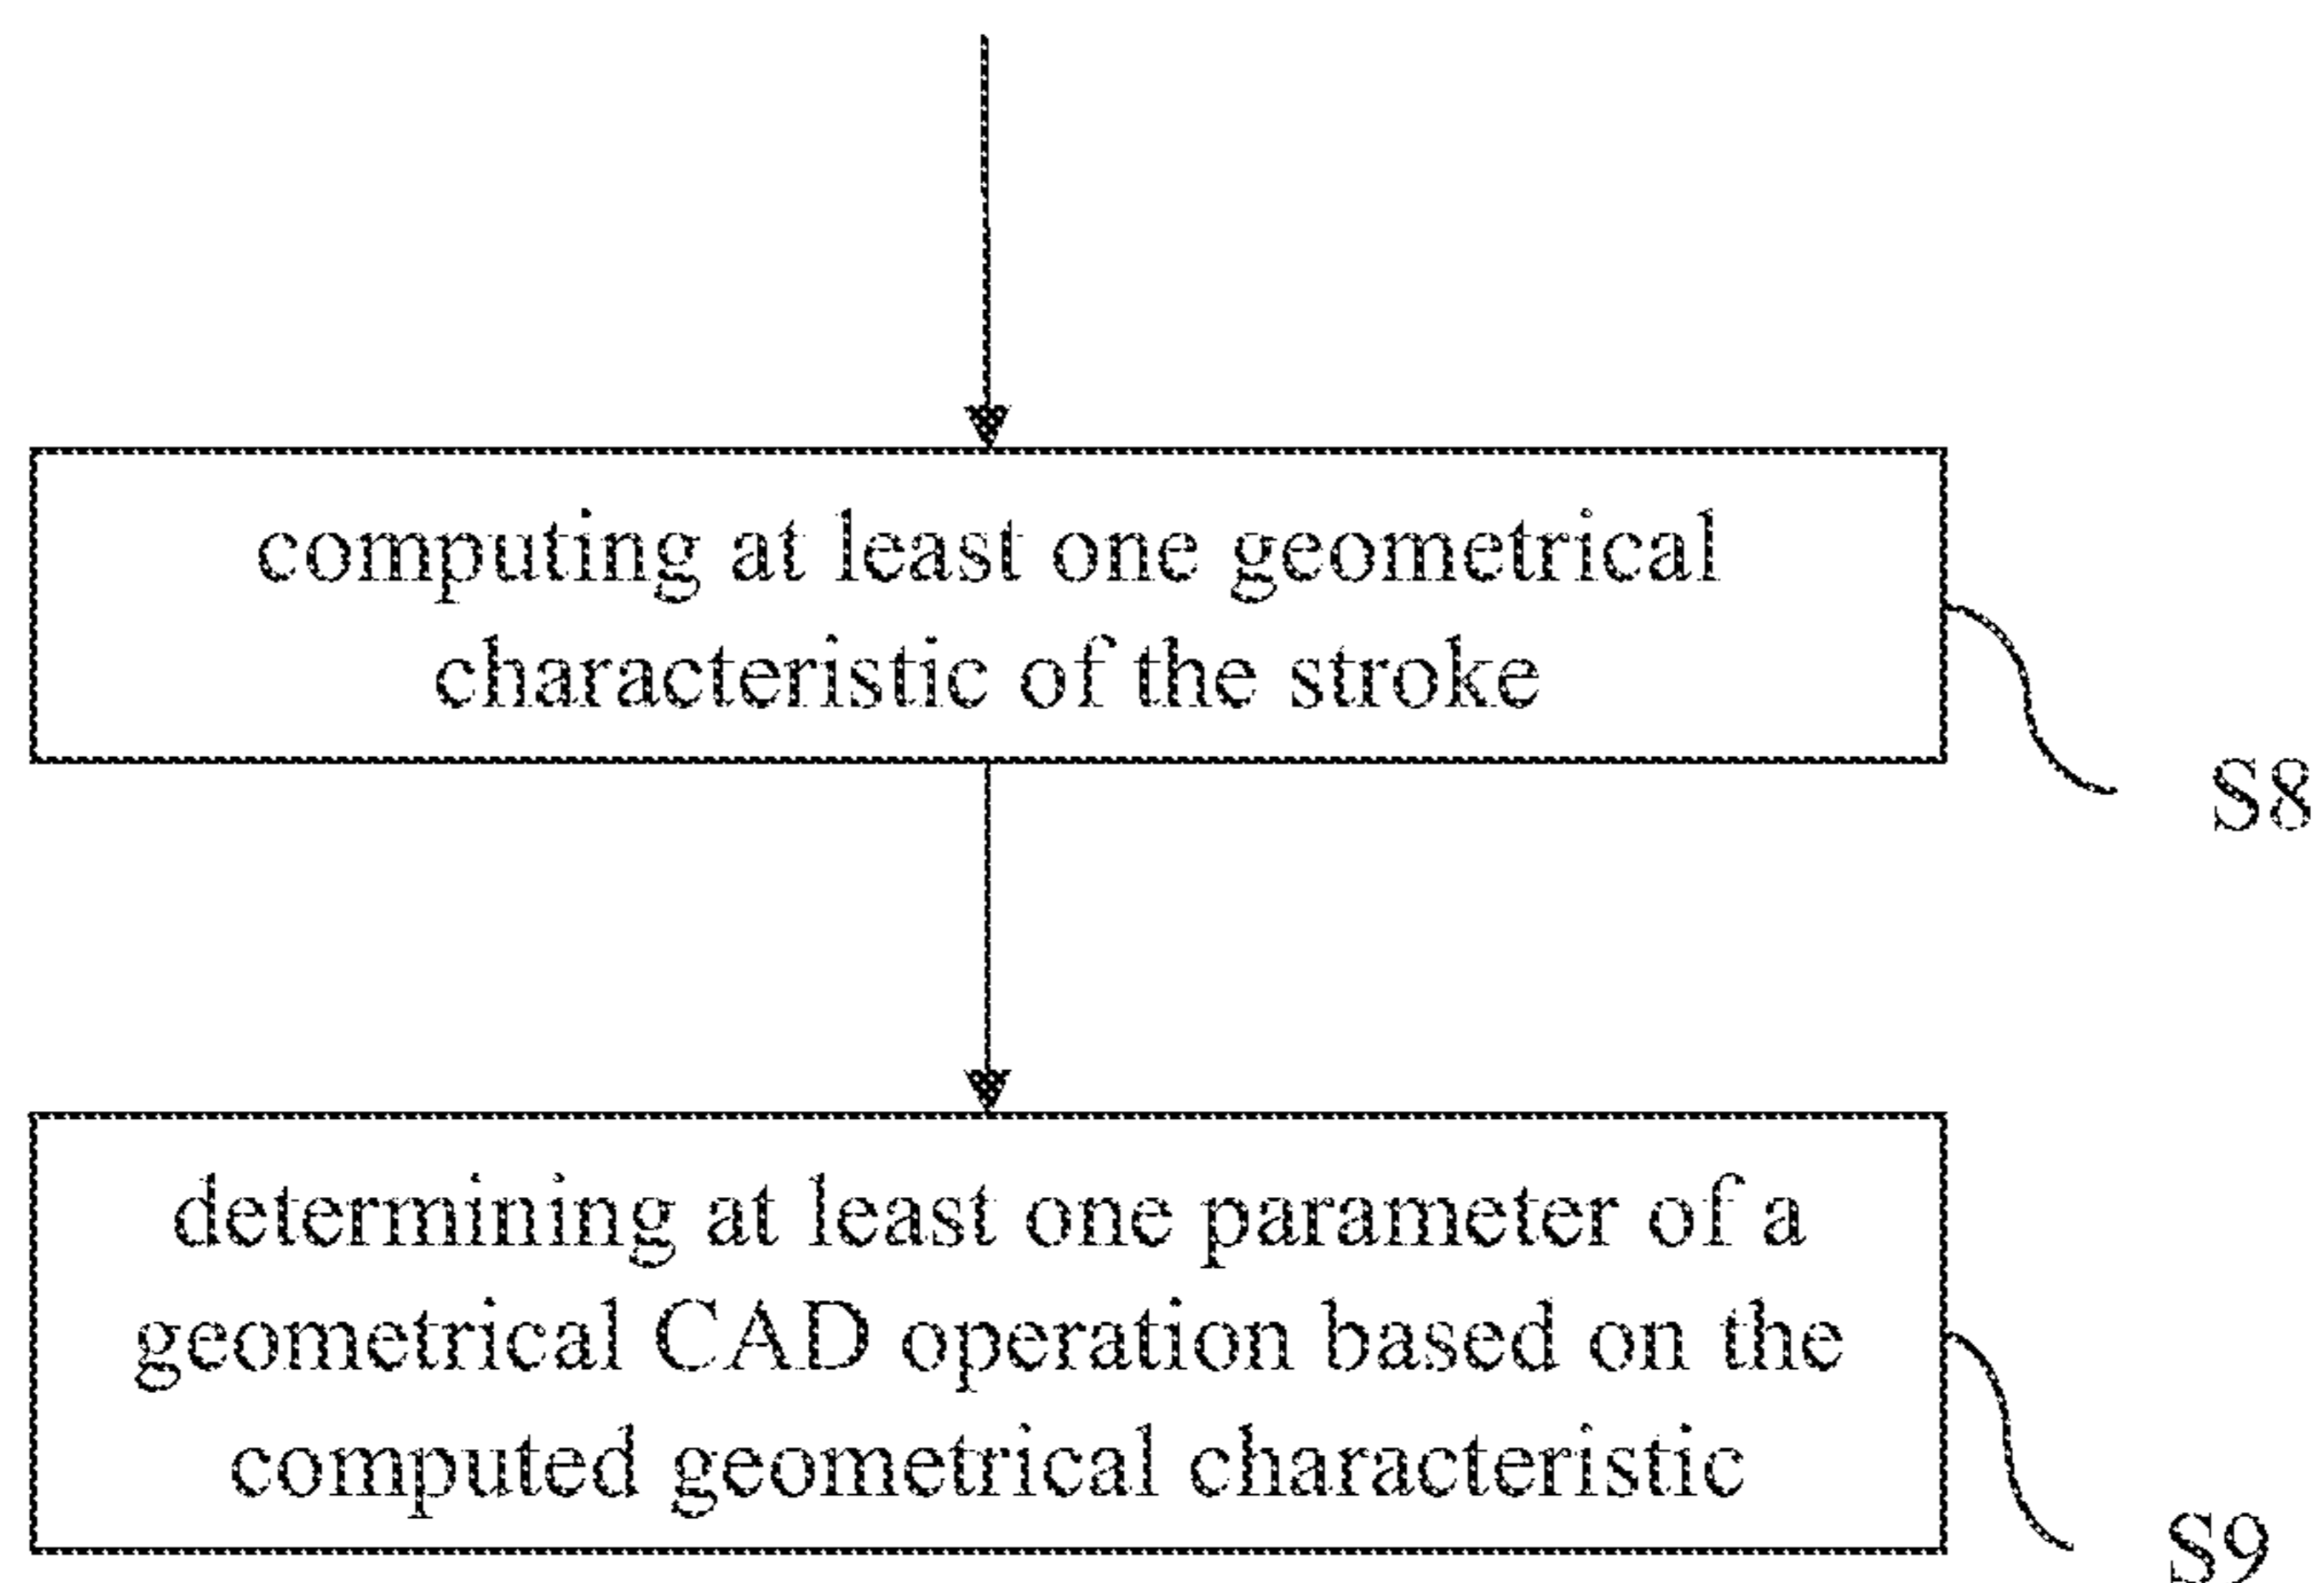 computing at least one geometrical
characteristic of the stroke
S8
determining at least one parameter of a
geometrical CAD operation based on the
computed geometrical characteristic
S9